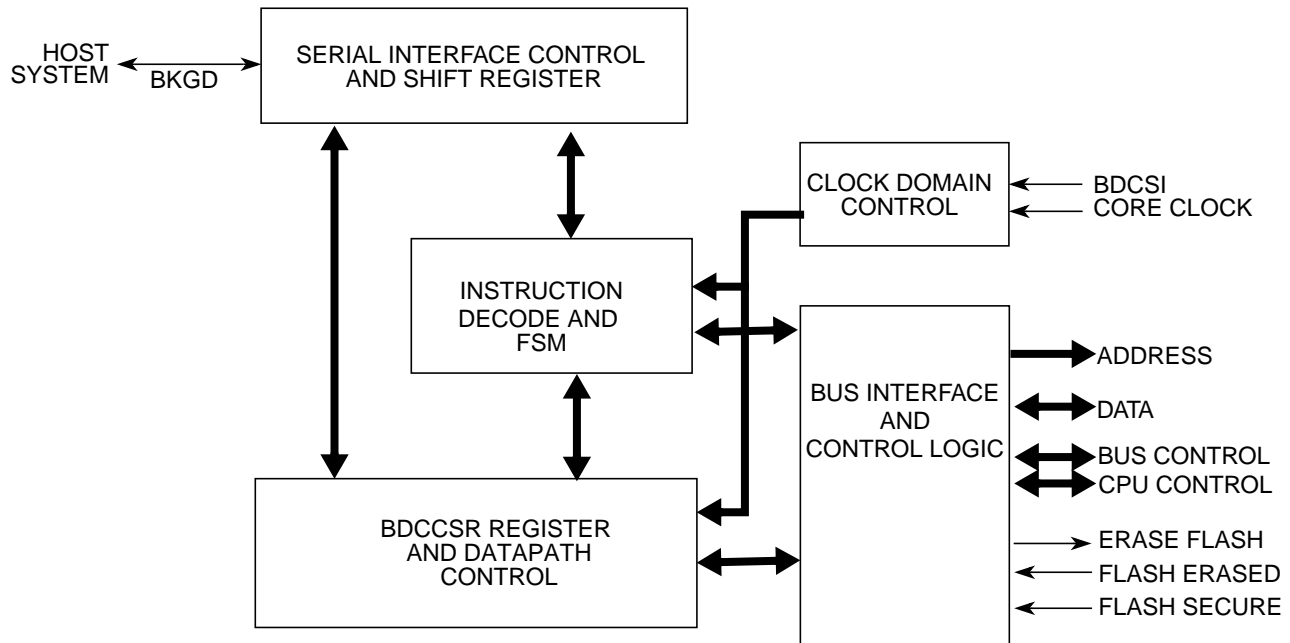 HOST
SYSTEM
BKGD
SERIAL INTERFACE CONTROL
AND SHIFT REGISTER
CLOCK DOMAIN
CONTROL
BDCSI
CORE CLOCK
INSTRUCTION
DECODE AND
FSM
BUS INTERFACE
AND
CONTROL LOGIC
ADDRESS
DATA
BUS CONTROL
CPU CONTROL
ERASE FLASH
FLASH ERASED
FLASH SECURE
BDCCSR REGISTER
AND DATAPATH
CONTROL